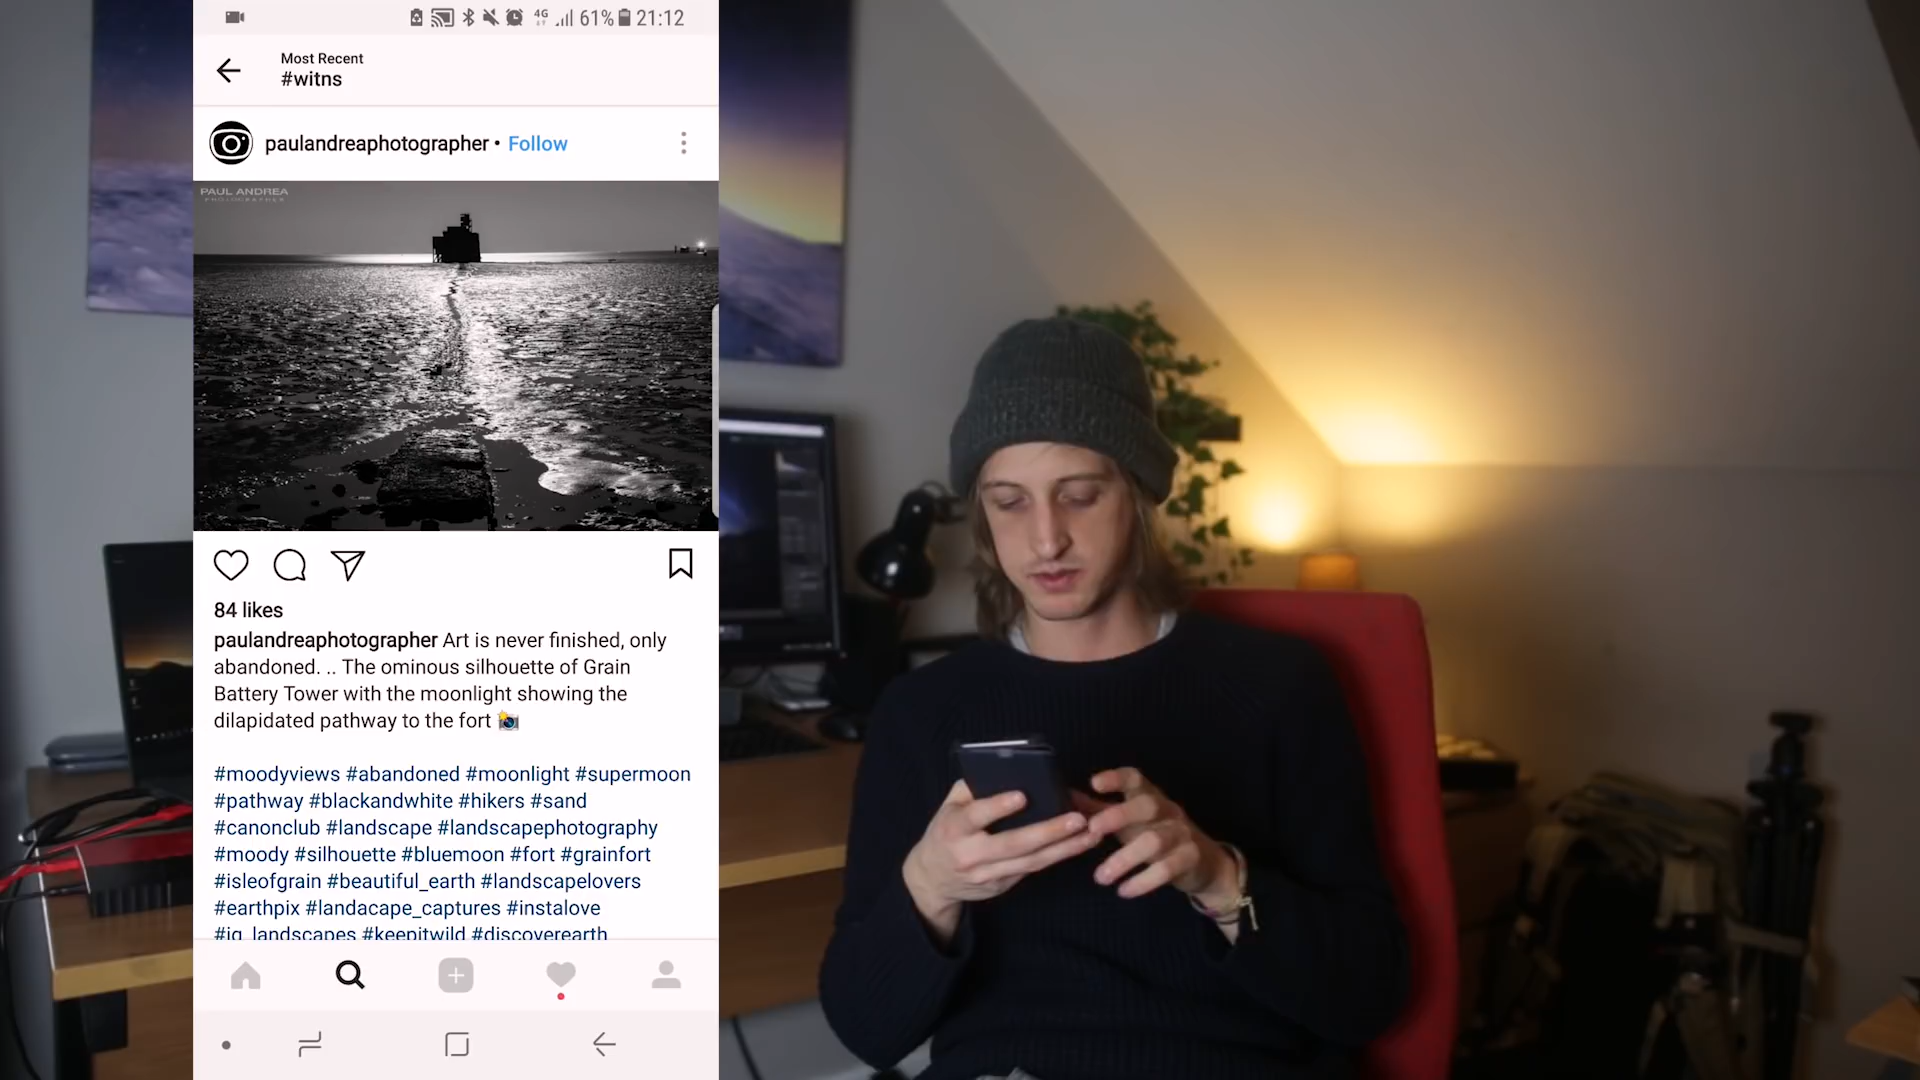 4G 61% 21:12
Most Recent
#witns
paulandreaphotographer • Follow
PAUL ANDREA
PHOTOGRAPHER
84 likes
paulandreaphotographer Art is never finished, only
abandoned. .. The ominous silhouette of Grain
Battery Tower with the moonlight showing the
dilapidated pathway to the fort 📸
#moodyviews #abandoned #moonlight #supermoon
#pathway #blackandwhite #hikers #sand
#canonclub #landscape #landscapephotography
#moody #silhouette #bluemoon #fort #grainfort
#isleofgrain #beautiful_earth #landscapelovers
#earthpix #landacape_captures #instalove
#ig_landscapes #keepitwild #discoverearth